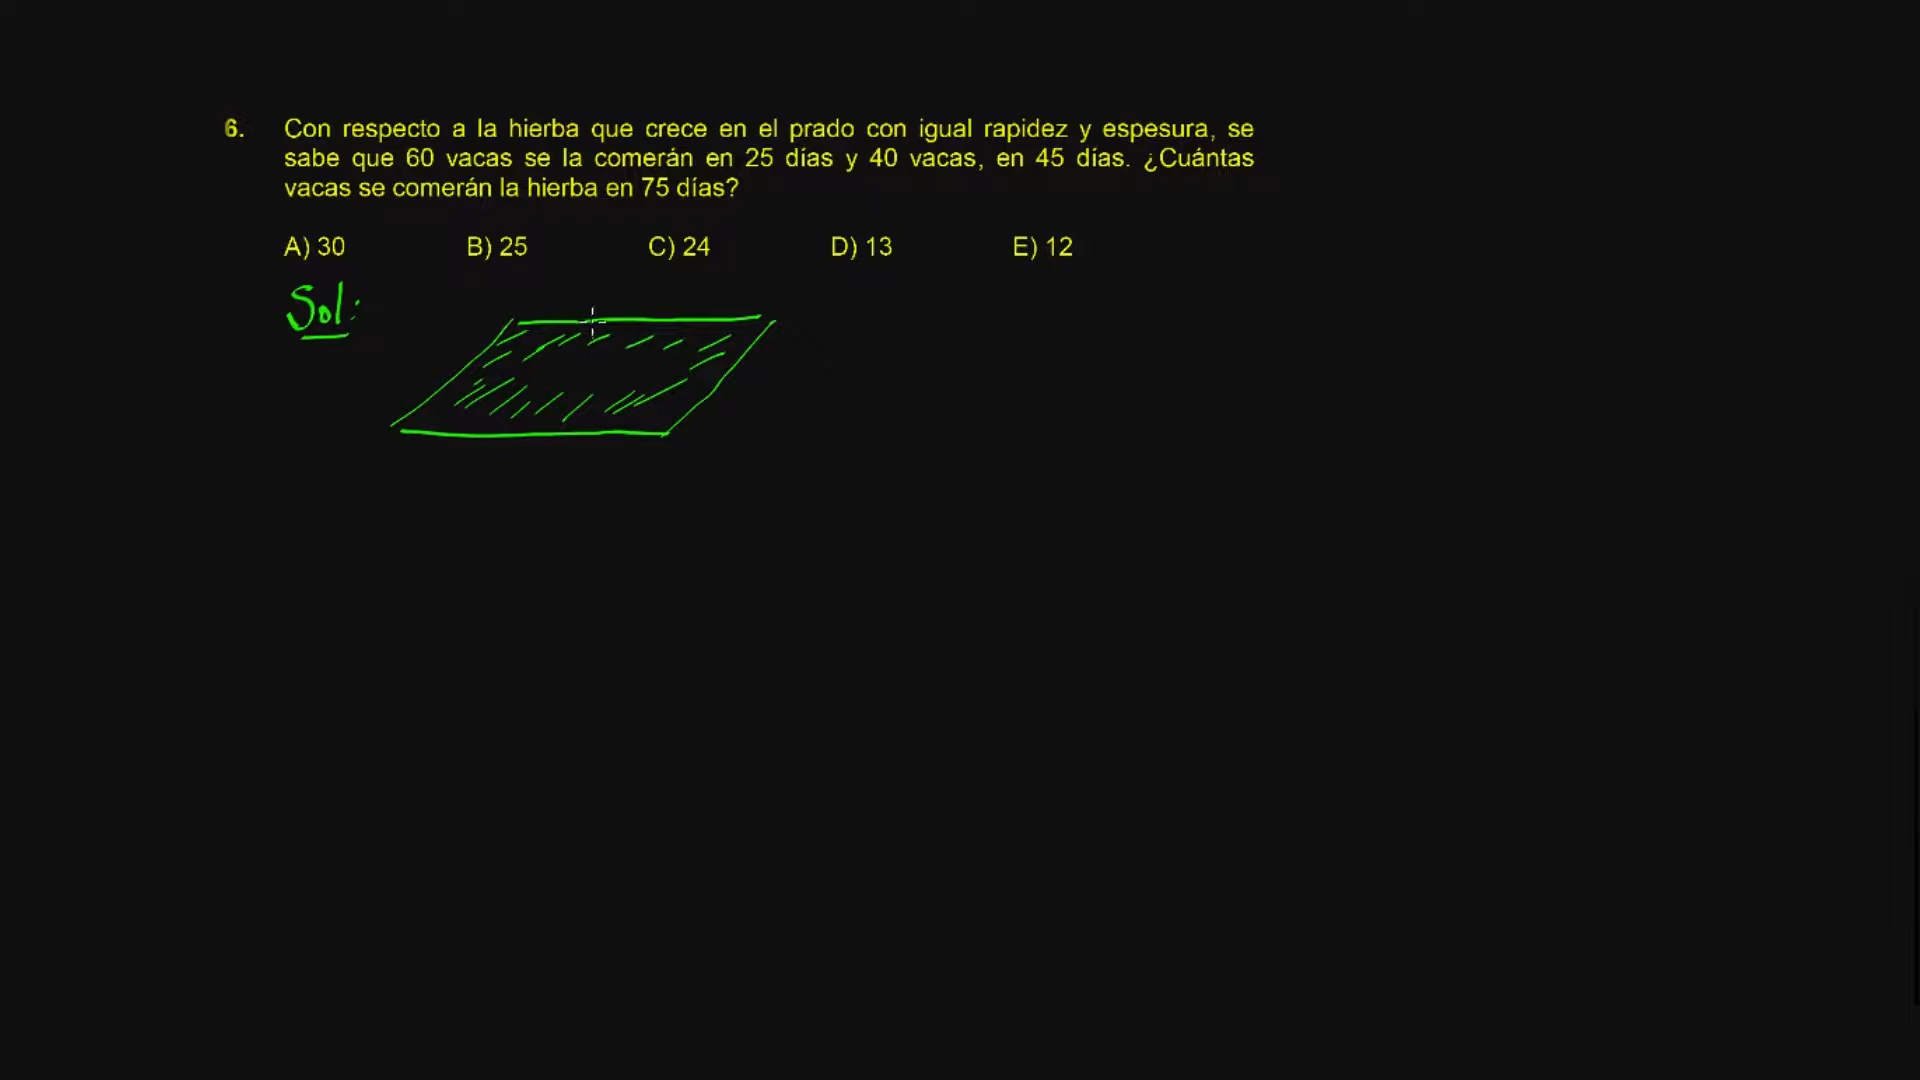 6. Con respecto a la hierba que crece en el prado con igual rapidez y espesura, se
sabe que 60 vacas se la comerán en 25 días y 40 vacas, en 45 días. ¿Cuántas
vacas se comerán la hierba en 75 días?
A) 30 B) 25 C) 24 D) 13 E) 12
Sol: